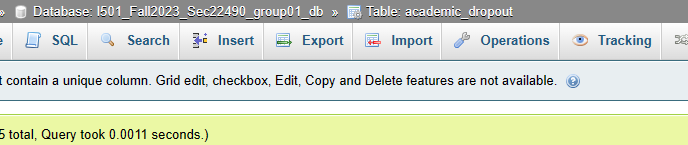 » Database: I501_Fall2023_Sec22490_group01_db » Table: academic_dropout
e SQL Search Insert Export Import Operations Tracking
t contain a unique column. Grid edit, checkbox, Edit, Copy and Delete features are not available.
5 total, Query took 0.0011 seconds.)